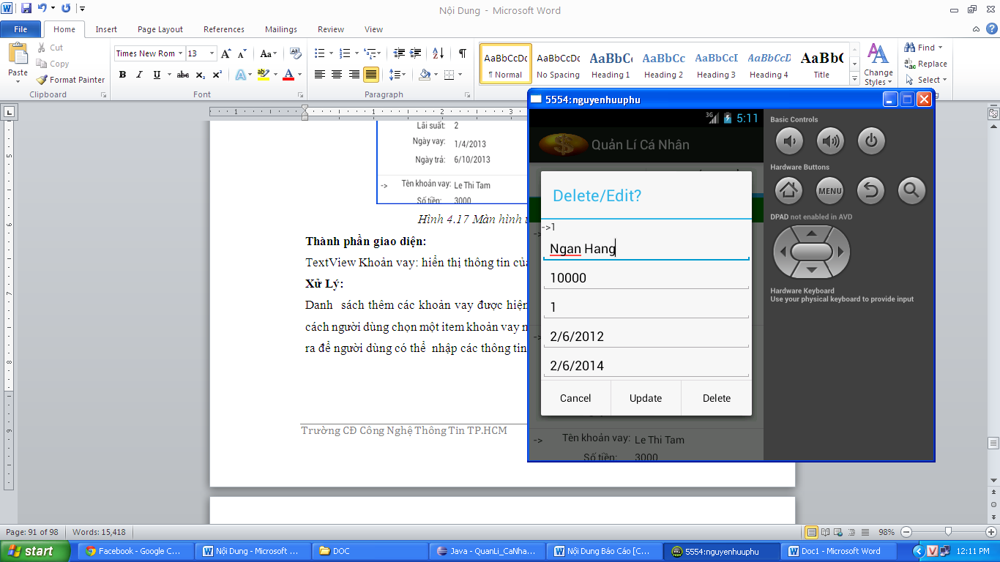 Nội Dung - Microsoft Word
File Home Insert Page Layout References Mailings Review View
Paste Cut Copy Format Painter
Times New Rom 13
AaBbCcDc AaBbCcDc AaBbCc AaBbCc AaBbCcI AaBbCcD AaBbC
¶ Normal No Spacing Heading 1 Heading 2 Heading 3 Heading 4 Title
Change Styles
Find
Replace
Select
Clipboard Font Paragraph
Lãi suất: 2
Ngày vay: 1/4/2013
Ngày trả: 6/10/2013
-> Tên khoản vay: Le Thi Tam
Số tiền: 3000
Hình 4.17 Màn hình
Thành phần giao diện:
TextView Khoản vay: hiển thị thông tin của
Xử Lý:
Danh sách thêm các khoản vay được hiện
cách người dùng chọn một item khoản vay
ra để người dùng có thể nhập các thông tin
Trường CĐ Công Nghệ Thông Tin TP.HCM
5554:nguyenhuuphu
3G 5:11
Quản Lí Cá Nhân
Delete/Edit?
->1
Ngan Hang
10000
1
2/6/2012
2/6/2014
Cancel Update Delete
-> Tên khoản vay: Le Thi Tam
Số tiền: 3000
Basic Controls
Hardware Buttons
MENU
DPAD not enabled in AVD
Hardware Keyboard
Use your physical keyboard to provide input
Page: 91 of 98 Words: 15,418 98%
start Facebook - Google C... Nội Dung - Microsoft ... DOC Java - QuanLi_CaNha... Nội Dung Báo Cáo [C... 5554:nguyenhuuphu Doc1 - Microsoft Word 12:11 PM